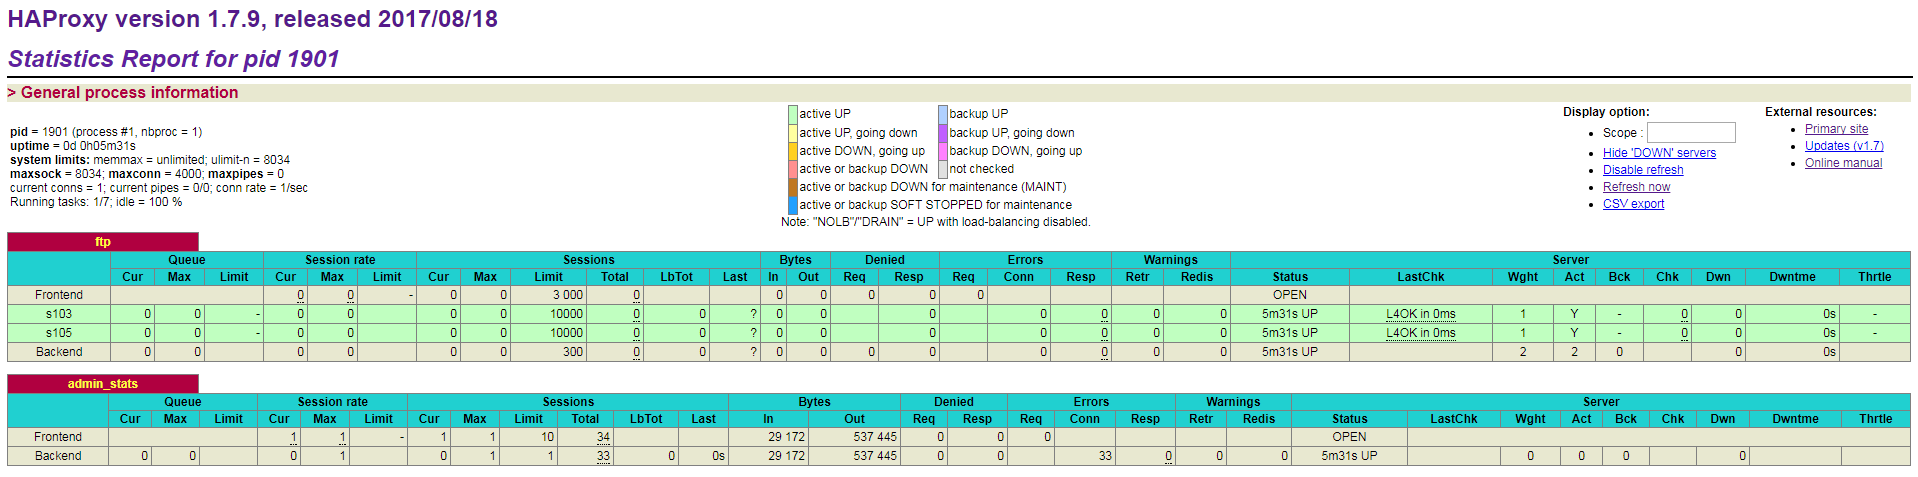 HAProxy version 1.7.9, released 2017/08/18
Statistics Report for pid 1901
> General process information
pid = 1901 (process #1, nbproc = 1)
uptime = 0d 0h05m31s
system limits: memmax = unlimited; ulimit-n = 8034
maxsock = 8034; maxconn = 4000; maxpipes = 0
current conns = 1; current pipes = 0/0; conn rate = 1/sec
Running tasks: 1/7; idle = 100 %
active UP backup UP
active UP, going down backup UP, going down
active DOWN, going up backup DOWN, going up
active or backup DOWN not checked
active or backup DOWN for maintenance (MAINT)
active or backup SOFT STOPPED for maintenance
Note: "NOLB"/"DRAIN" = UP with load-balancing disabled.
Display option:
• Scope :
• Hide 'DOWN' servers
• Disable refresh
• Refresh now
• CSV export
External resources:
• Primary site
• Updates (v1.7)
• Online manual
ftp
Queue Session rate Sessions Bytes Denied Errors Warnings Server
Cur Max Limit Cur Max Limit Cur Max Limit Total LbTot Last In Out Req Resp Req Conn Resp Retr Redis Status LastChk Wght Act Bck Chk Dwn Dwntme Thrtle
Frontend 0 0 - 0 0 3 000 0 0 0 0 0 0 OPEN
s103 0 0 - 0 0 0 0 10000 0 0 ? 0 0 0 0 0 0 0 5m31s UP L4OK in 0ms 1 Y - 0 0 0s -
s105 0 0 - 0 0 0 0 10000 0 0 ? 0 0 0 0 0 0 0 5m31s UP L4OK in 0ms 1 Y - 0 0 0s -
Backend 0 0 0 0 0 0 300 0 0 ? 0 0 0 0 0 0 0 0 5m31s UP 2 2 0 0 0s
admin_stats
Queue Session rate Sessions Bytes Denied Errors Warnings Server
Cur Max Limit Cur Max Limit Cur Max Limit Total LbTot Last In Out Req Resp Req Conn Resp Retr Redis Status LastChk Wght Act Bck Chk Dwn Dwntme Thrtle
Frontend 1 1 - 1 1 10 34 29 172 537 445 0 0 0 OPEN
Backend 0 0 0 1 0 1 1 33 0 0s 29 172 537 445 0 0 33 0 0 0 5m31s UP 0 0 0 0